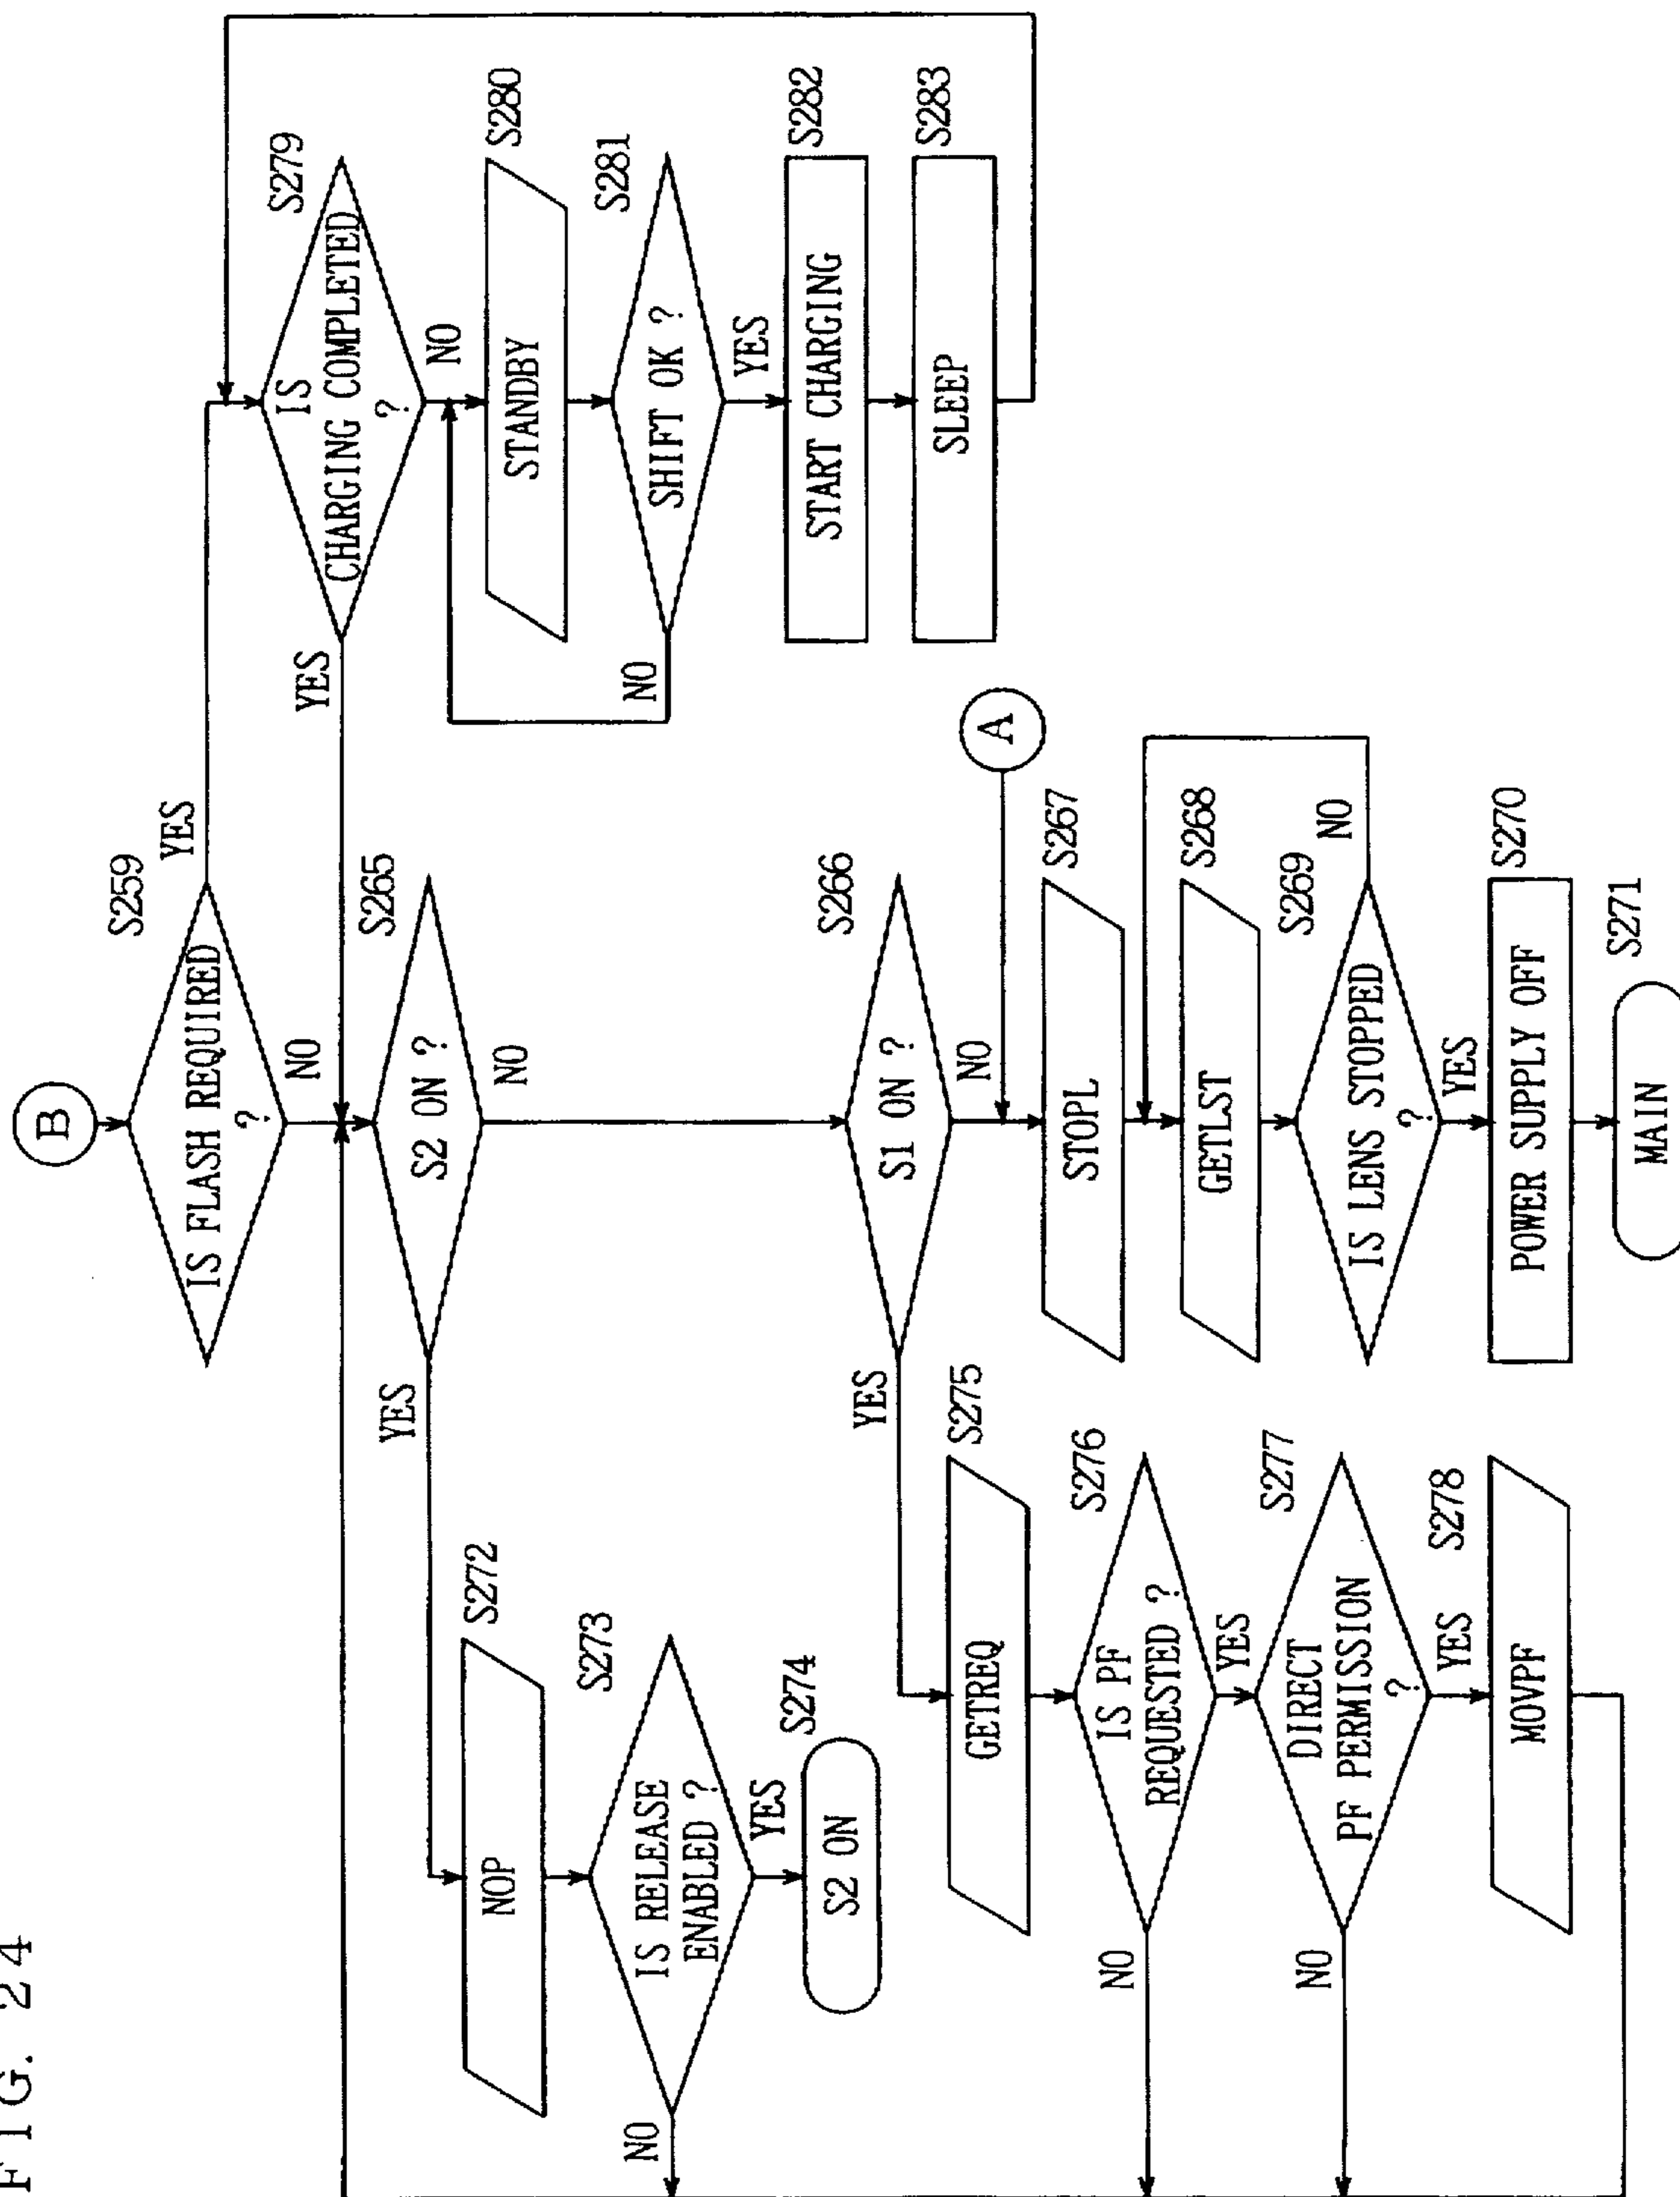 FIG. 24
B
IS FLASH REQUIRED
?
S259
YES
NO
S2 ON ?
S265
YES
NO
NOP
S272
IS RELEASE
ENABLED ?
S273
NO
YES
S2 ON
S274
S1 ON ?
S266
YES
NO
A
STOPL
S267
GETLST
S268
IS LENS STOPPED
?
S269
NO
YES
POWER SUPPLY OFF
S270
MAIN
S271
GETREQ
S275
IS PF
REQUESTED ?
S276
NO
YES
DIRECT
PF PERMISSION
?
S277
NO
YES
MOVPF
S278
IS
CHARGING COMPLETED
?
S279
YES
NO
STANDBY
S280
SHIFT OK ?
S281
NO
YES
START CHARGING
S282
SLEEP
S283